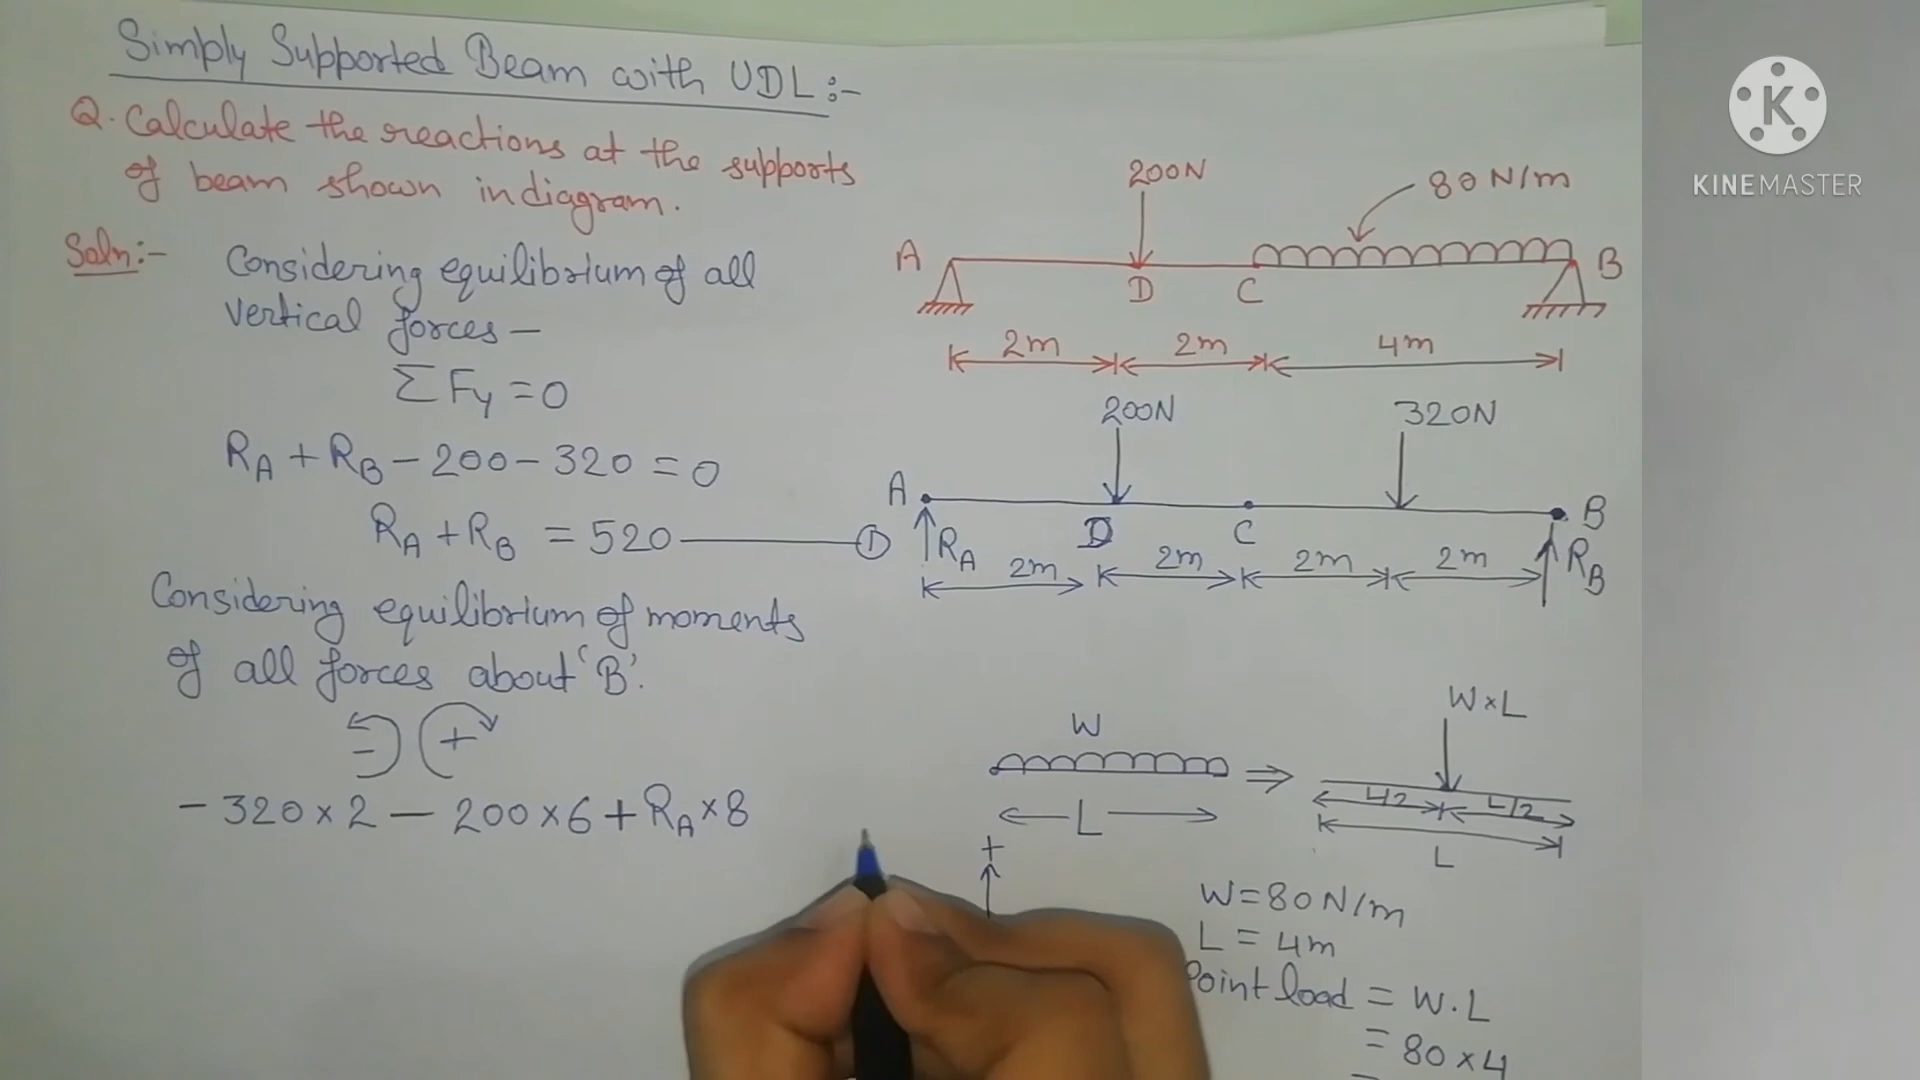 Simply Supported Beam with UDL:-
Q. Calculate the reactions at the supports
of beam shown in diagram.
Soln:- Considering equilibrium of all
vertical forces —
ΣFy = 0
RA + RB - 200 - 320 = 0
RA + RB = 520 ——— ①
Considering equilibrium of moments
of all forces about 'B'.
- +
- 320 × 2 - 200 × 6 + RA × 8
200N
80 N/m
A D C B
2m 2m 4m
200N 320N
A D C B
RA RB
2m 2m 2m 2m
W
L
W×L
L/2 L/2
L
+
W = 80 N/m
L = 4m
Point load = W.L
= 80 × 4
K
KINEMASTER